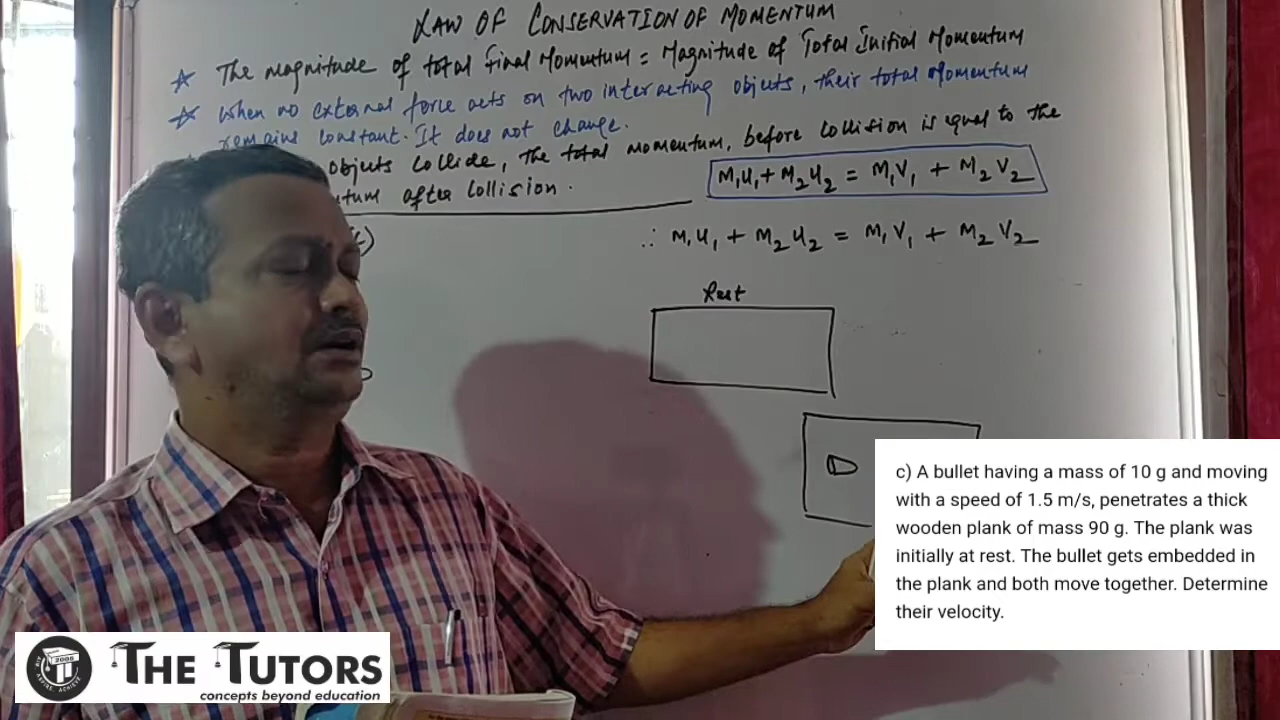 LAW OF CONSERVATION OF MOMENTUM
☆ The magnitude of total final Momentum = Magnitude of Total Initial Momentum
☆ When no external force acts on two interacting objects, their total Momentum
remains constant. It does not change.
objects collide, the total momentum, before collision is equal to the
tum after collision.
M₁U₁ + M₂U₂ = M₁V₁ + M₂V₂
∴ M₁U₁ + M₂U₂ = M₁V₁ + M₂V₂
Rest
c) A bullet having a mass of 10 g and moving
with a speed of 1.5 m/s, penetrates a thick
wooden plank of mass 90 g. The plank was
initially at rest. The bullet gets embedded in
the plank and both move together. Determine
their velocity.
THE TUTORS
concepts beyond education